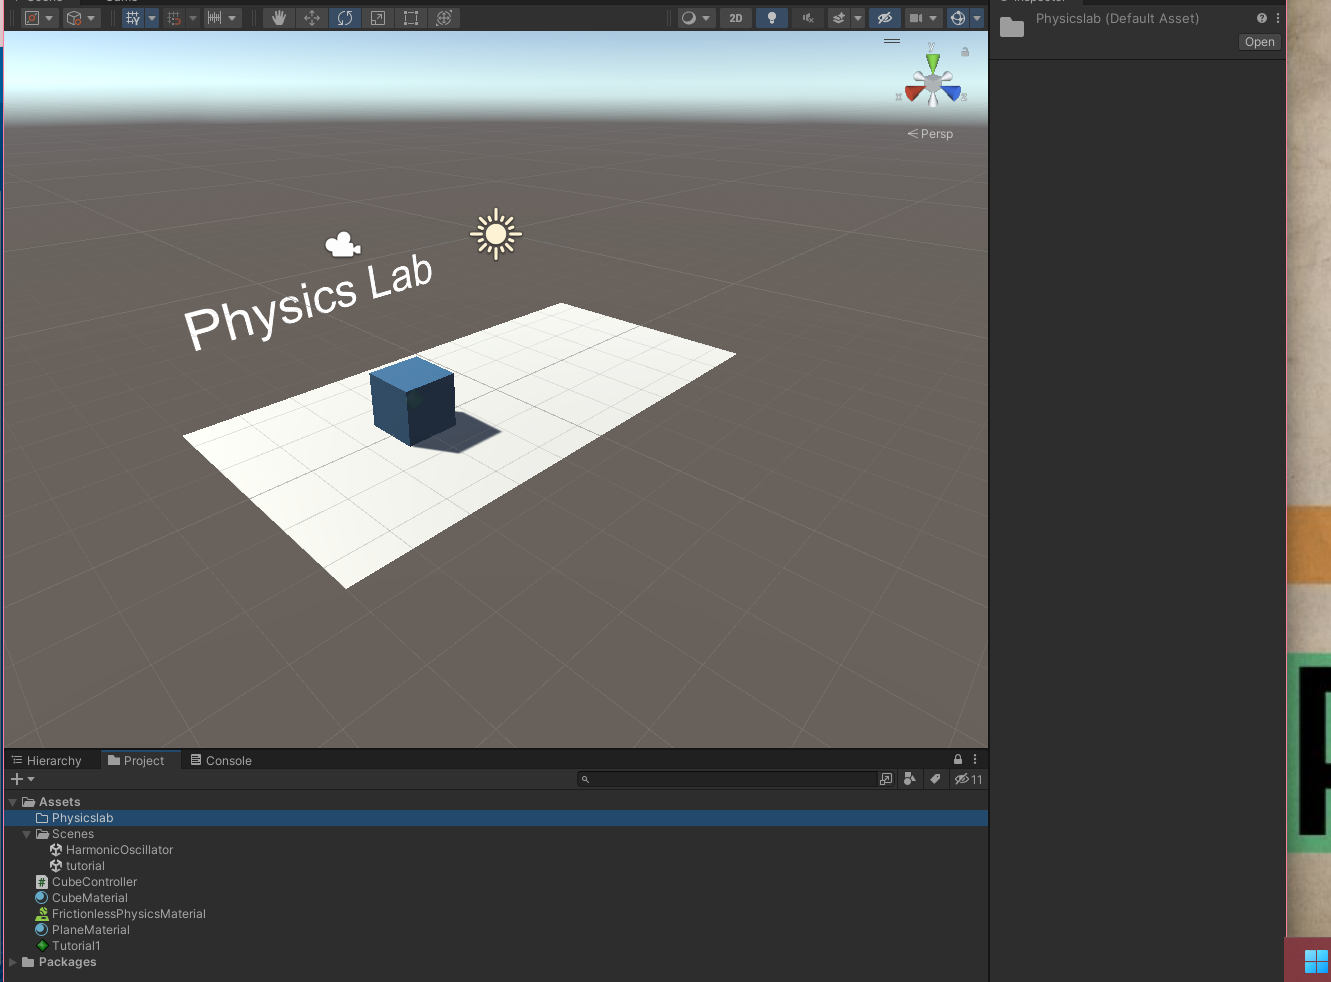 Physicslab (Default Asset)
Open
2D
y
x
z
Persp
Physics Lab
Hierarchy
Project
Console
11
Assets
Physicslab
Scenes
HarmonicOscillator
tutorial
CubeController
CubeMaterial
FrictionlessPhysicsMaterial
PlaneMaterial
Tutorial1
Packages